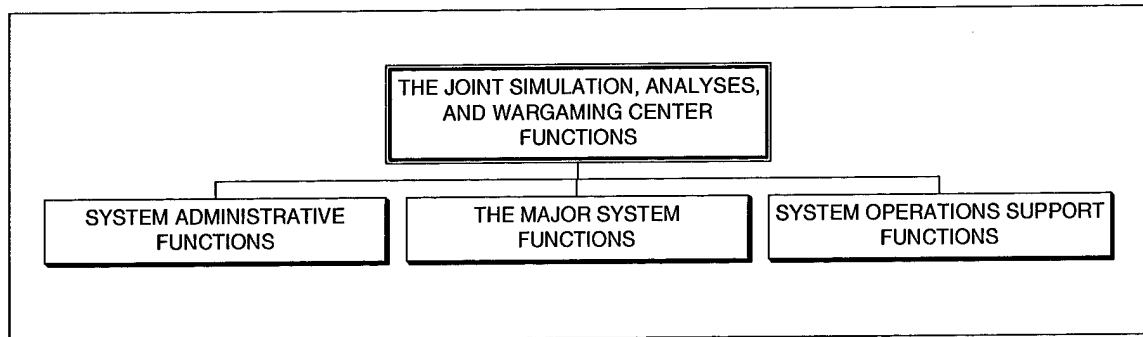 THE JOINT SIMULATION, ANALYSES,
AND WARGAMING CENTER
FUNCTIONS
SYSTEM ADMINISTRATIVE
FUNCTIONS
THE MAJOR SYSTEM
FUNCTIONS
SYSTEM OPERATIONS SUPPORT
FUNCTIONS